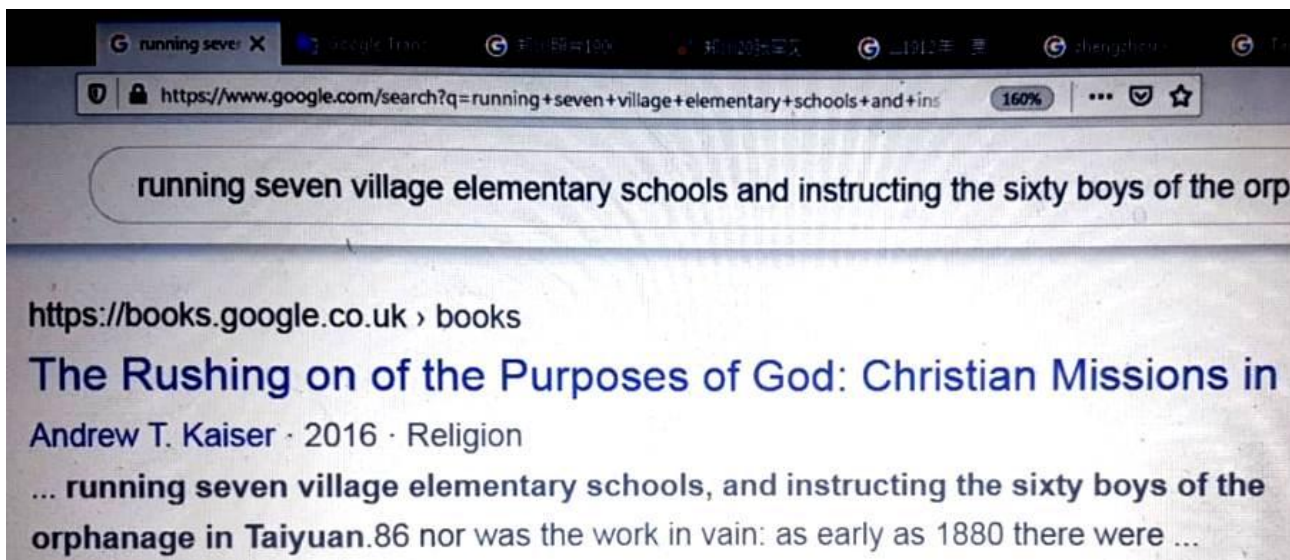 running sever
https://www.google.com/search?q=running+seven+village+elementary+schools+and+ins 160%
running seven village elementary schools and instructing the sixty boys of the orp
https://books.google.co.uk › books
The Rushing on of the Purposes of God: Christian Missions in
Andrew T. Kaiser · 2016 · Religion
... running seven village elementary schools, and instructing the sixty boys of the
orphanage in Taiyuan.86 nor was the work in vain: as early as 1880 there were ...